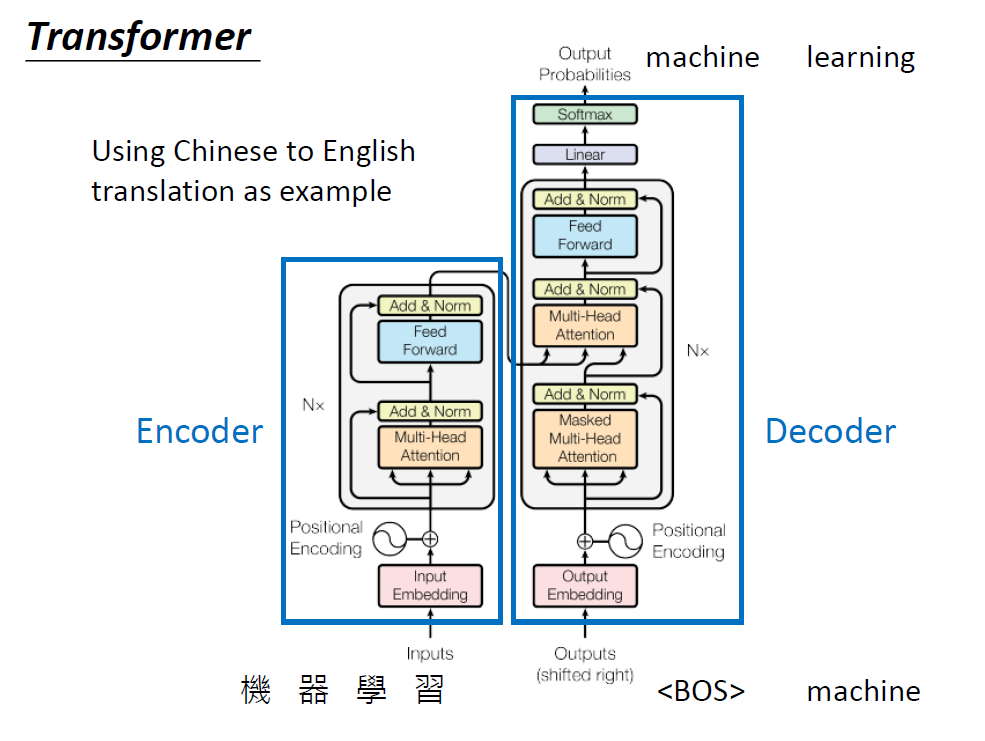 Transformer
Using Chinese to English
translation as example
Output
Probabilities
machine learning
Softmax
Linear
Add & Norm
Feed
Forward
Add & Norm
Multi-Head
Attention
Add & Norm
Masked
Multi-Head
Attention
N×
Decoder
Positional
Encoding
Output
Embedding
Outputs
(shifted right)
<BOS> machine
Add & Norm
Feed
Forward
Add & Norm
Multi-Head
Attention
N×
Encoder
Positional
Encoding
Input
Embedding
Inputs
機 器 學 習